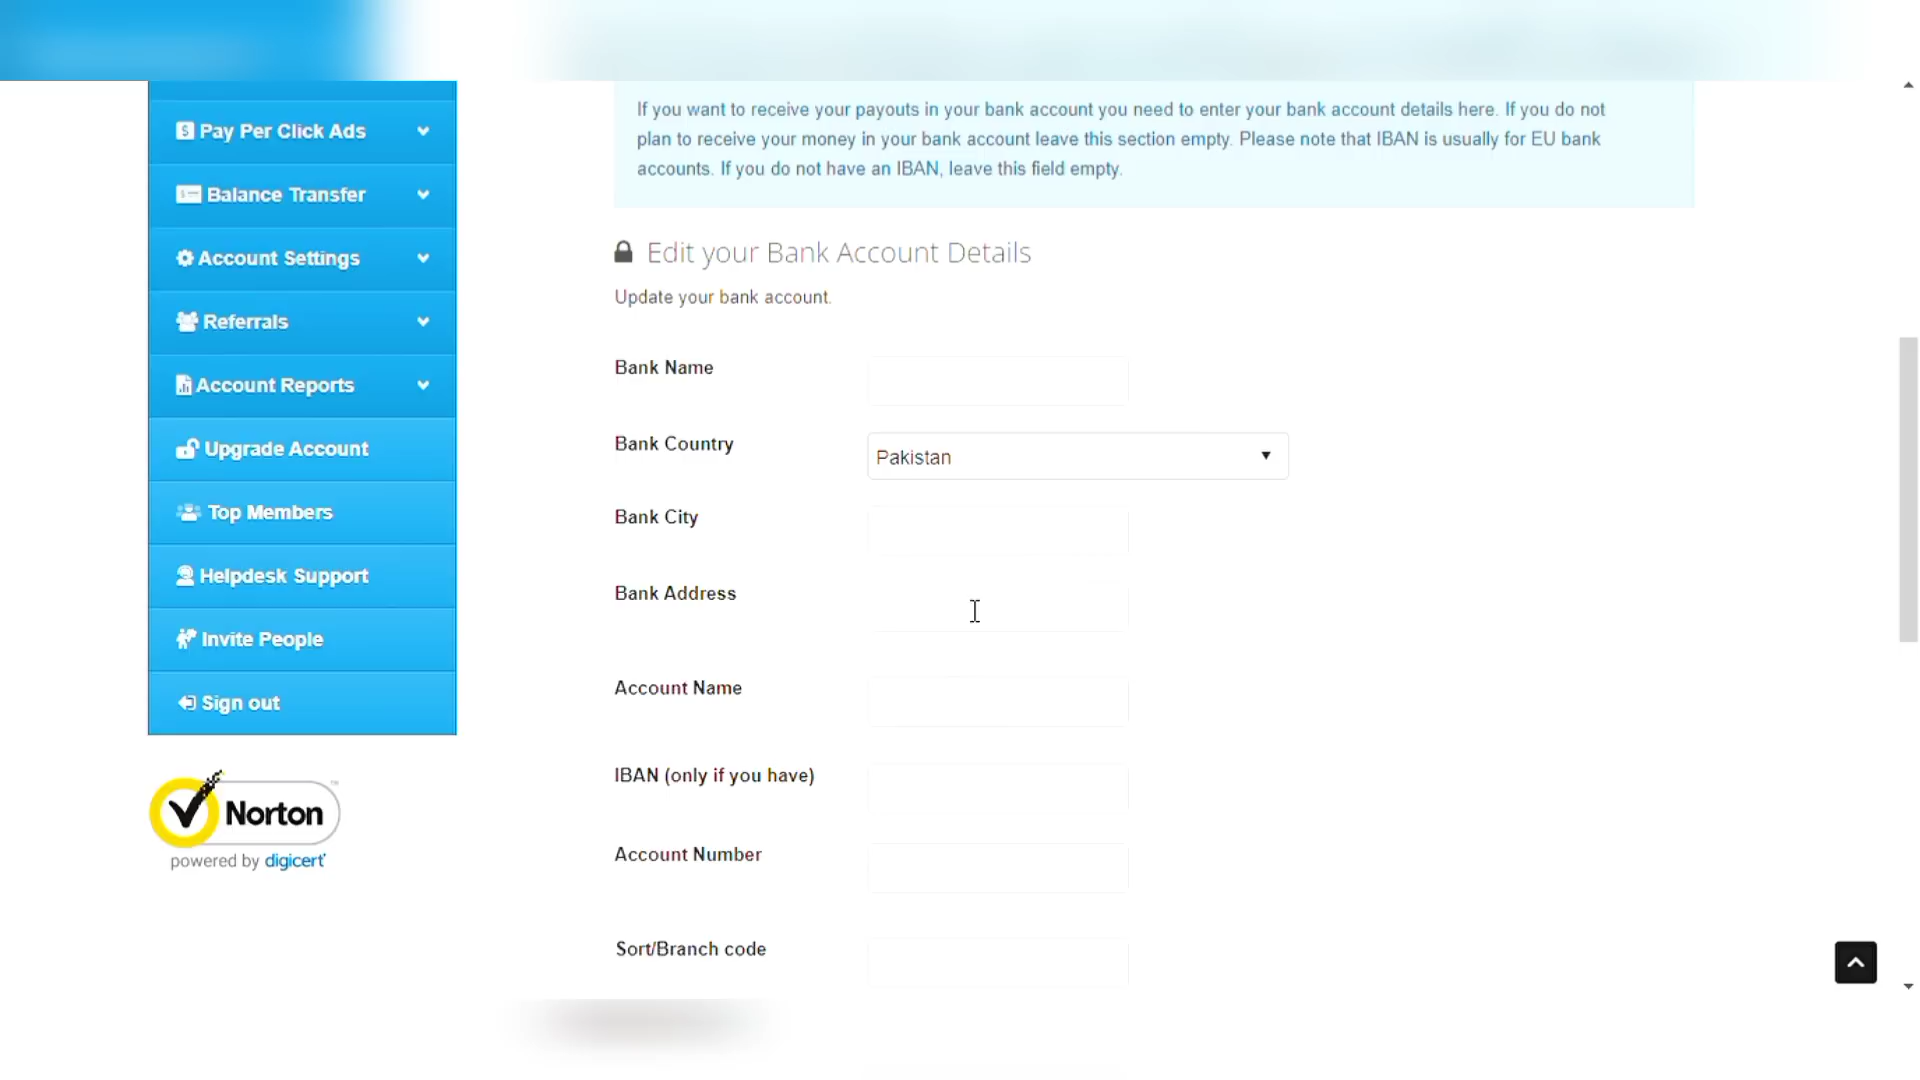 If you want to receive your payouts in your bank account you need to enter your bank account details here. If you do not
plan to receive your money in your bank account leave this section empty. Please note that IBAN is usually for EU bank
accounts. If you do not have an IBAN, leave this field empty.
Pay Per Click Ads
Balance Transfer
Account Settings
Referrals
Account Reports
Upgrade Account
Top Members
Helpdesk Support
Invite People
Sign out
Norton
powered by digicert
Edit your Bank Account Details
Update your bank account.
Bank Name
Bank Country
Pakistan
Bank City
Bank Address
Account Name
IBAN (only if you have)
Account Number
Sort/Branch code